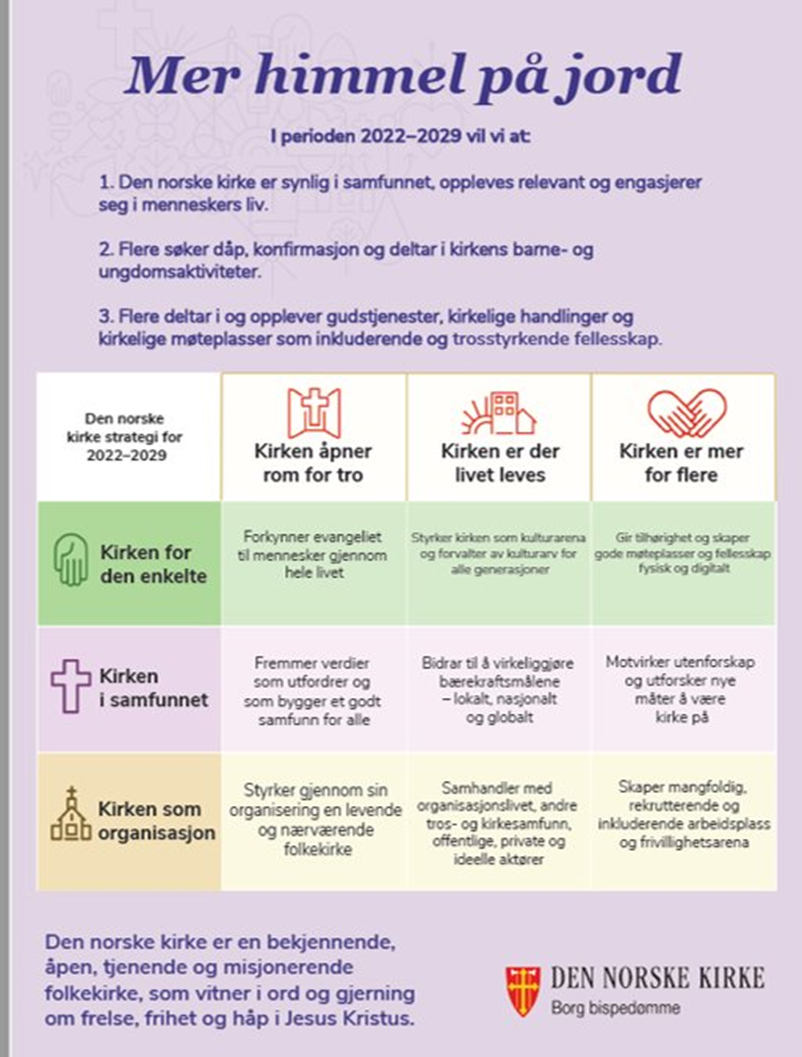 Mer himmel på jord
I perioden 2022–2029 vil vi at:
1. Den norske kirke er synlig i samfunnet, oppleves relevant og engasjerer
seg i menneskers liv.
2. Flere søker dåp, konfirmasjon og deltar i kirkens barne- og
ungdomsaktiviteter.
3. Flere deltar i og opplever gudstjenester, kirkelige handlinger og
kirkelige møteplasser som inkluderende og trosstyrkende fellesskap.
Den norske
kirke strategi for
2022–2029
Kirken åpner
rom for tro
Kirken er der
livet leves
Kirken er mer
for flere
Kirken for
den enkelte
Forkynner evangeliet
til mennesker gjennom
hele livet
Styrker kirken som kulturarena
og forvalter av kulturarv for
alle generasjoner
Gir tilhørighet og skaper
gode møteplasser og fellesskap
fysisk og digitalt
Kirken
i samfunnet
Fremmer verdier
som utfordrer og
som bygger et godt
samfunn for alle
Bidrar til å virkeliggjøre
bærekraftsmålene
– lokalt, nasjonalt
og globalt
Motvirker utenforskap
og utforsker nye
måter å være
kirke på
Kirken som
organisasjon
Styrker gjennom sin
organisering en levende
og nærværende
folkekirke
Samhandler med
organisasjonslivet, andre
tros- og kirkesamfunn,
offentlige, private og
ideelle aktører
Skaper mangfoldig,
rekrutterende og
inkluderende arbeidsplass
og frivillighetsarena
Den norske kirke er en bekjennende,
åpen, tjenende og misjonerende
folkekirke, som vitner i ord og gjerning
om frelse, frihet og håp i Jesus Kristus.
DEN NORSKE KIRKE
Borg bispedømme